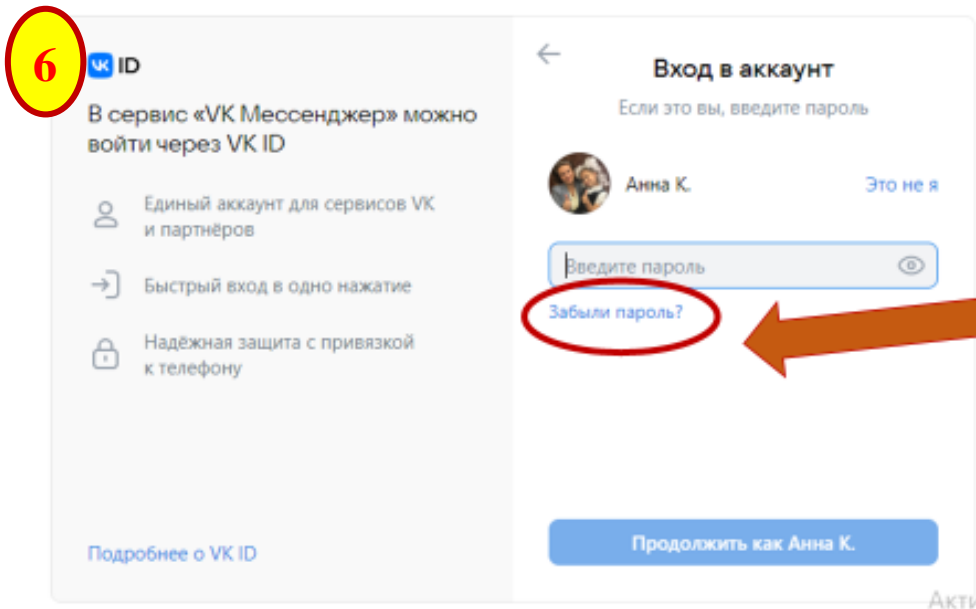 6
VK ID
В сервис «VK Мессенджер» можно
войти через VK ID
Единый аккаунт для сервисов VK
и партнёров
Быстрый вход в одно нажатие
Надёжная защита с привязкой
к телефону
Подробнее о VK ID
Вход в аккаунт
Если это вы, введите пароль
Анна К.
Это не я
Введите пароль
Забыли пароль?
Продолжить как Анна К.